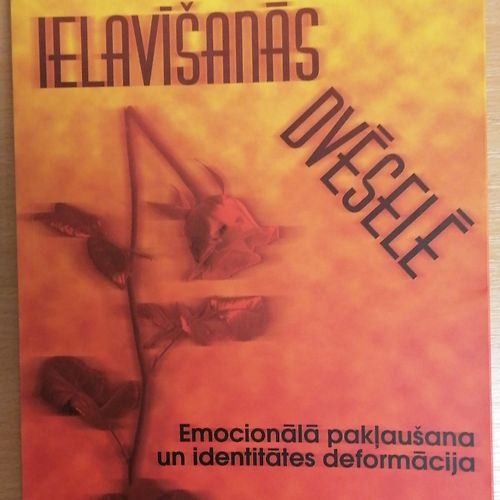 IELAVĪŠANĀS
DVĒSELĒ
Emocionālā pakļaušana
un identitātes deformācija